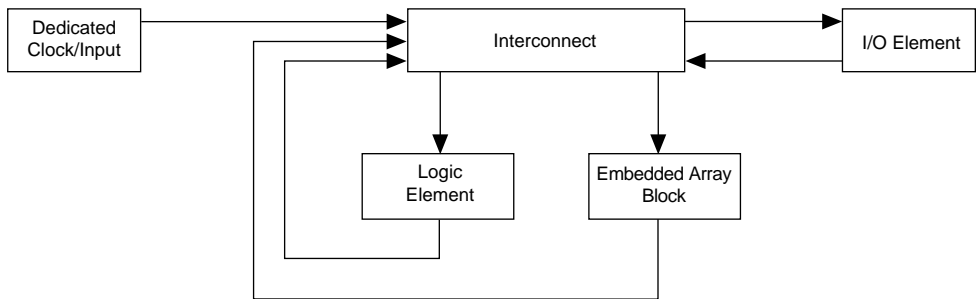 Dedicated
Clock/Input
Interconnect
I/O Element
Logic
Element
Embedded Array
Block